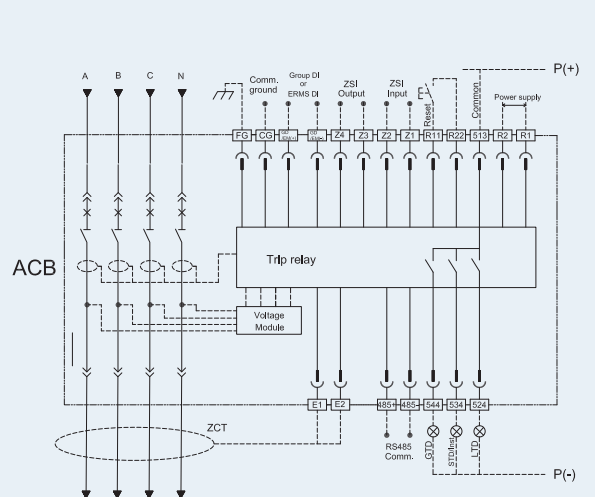 P(+)
A B C N
Comm. ground
Group DI or ERMS DI
ZSI Output
ZSI Input
Reset
Common
Power supply
FG CG Z4 Z3 Z2 Z1 R11 R22 513 R2 R1
ACB
Trip relay
Voltage Module
E1 E2 485+ 485- 544 534 524
ZCT
RS485 Comm.
GTD
STD/Inst
LTD
P(-)